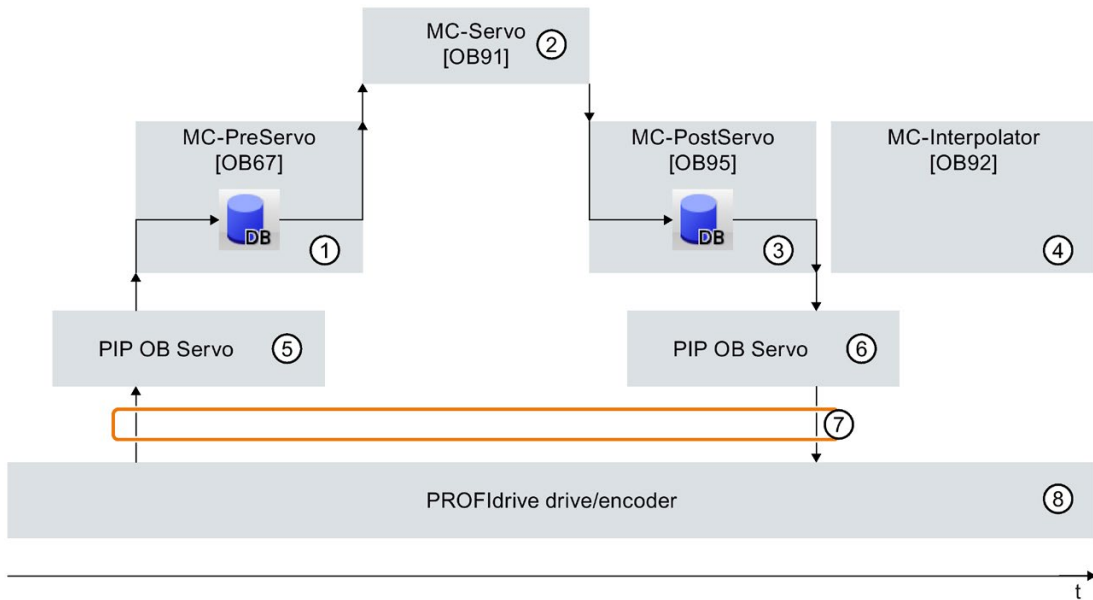 MC-Servo
[OB91]
②
MC-PreServo
[OB67]
DB
①
MC-PostServo
[OB95]
DB
③
MC-Interpolator
[OB92]
④
PIP OB Servo
⑤
PIP OB Servo
⑥
⑦
PROFIdrive drive/encoder
⑧
t